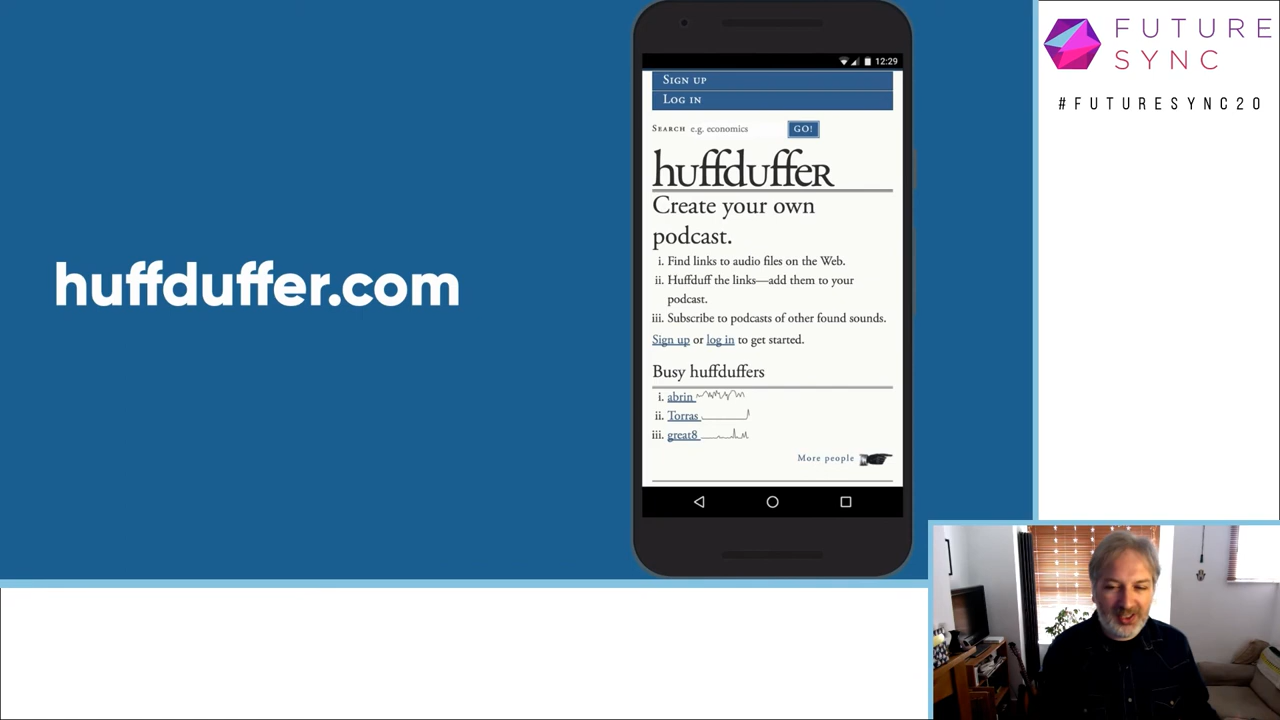 huffduffer.com
12:29
Sign up
Log in
Search e.g. economics GO!
huffduffer
Create your own
podcast.
i. Find links to audio files on the Web.
ii. Huffduff the links—add them to your
podcast.
iii. Subscribe to podcasts of other found sounds.
Sign up or log in to get started.
Busy huffduffers
i. abrin
ii. Torras
iii. great8
More people
FUTURE
SYNC
#FUTURESYNC20